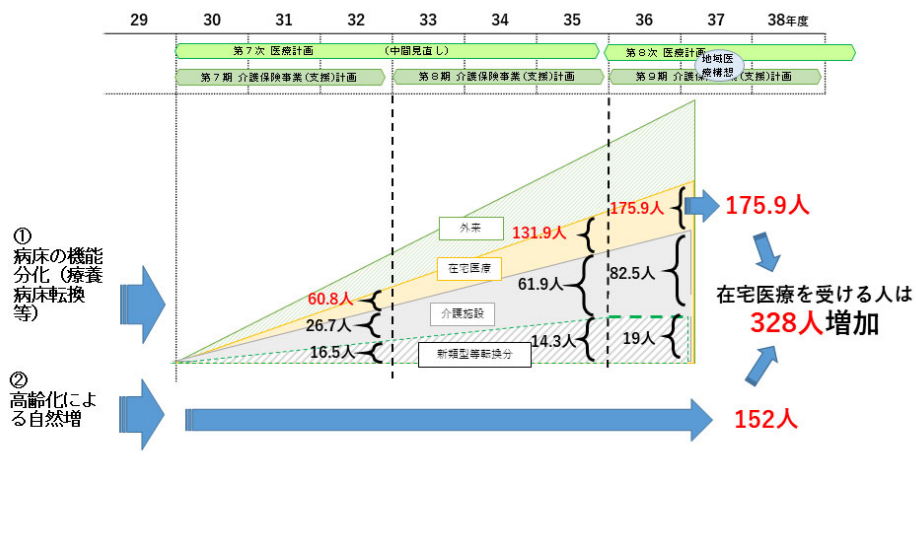 29 30 31 32 33 34 35 36 37 38年度
第７次 医療計画 （中間見直し）
第８次 医療計画
地域医
療構想
第７期 介護保険事業（支援）計画
第８期 介護保険事業（支援）計画
第９期 介護保険事業（支援）計画
①
病床の機能
分化（療養
病床転換
等）
外来
在宅医療
介護施設
新類型等転換分
60.8人
26.7人
16.5人
131.9人
61.9人
14.3人
175.9人
82.5人
19人
175.9人
在宅医療を受ける人は
328人増加
②
高齢化によ
る自然増
152人